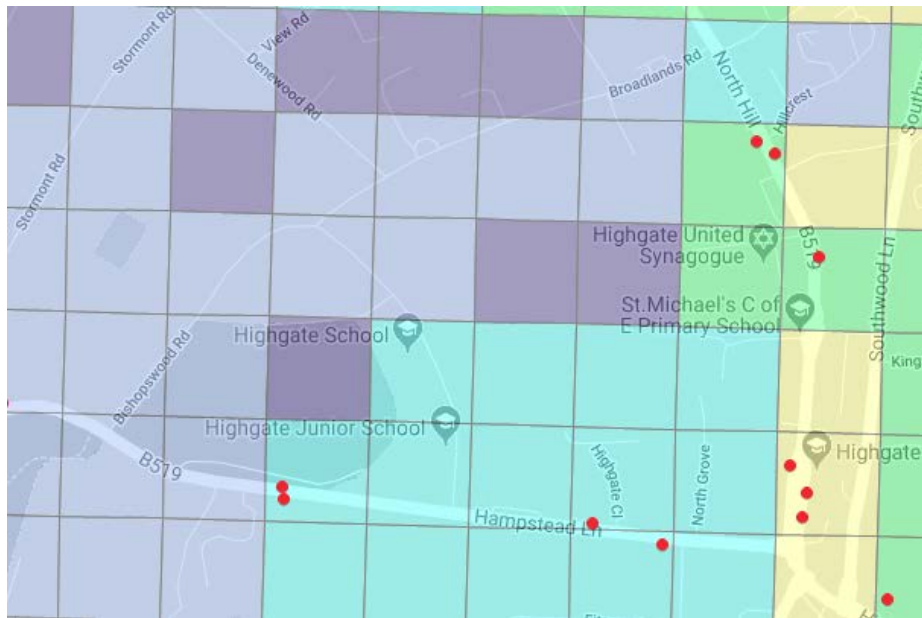 Stormont Rd
View Rd
Denewood Rd
Broadlands Rd
North Hill
Hillcrest
Stormont Rd
Highgate United
Synagogue
B519
Southwood Ln
St.Michael's C of
E Primary School
Highgate School
Bishopswood Rd
King
Highgate Junior School
Highgate Cl
North Grove
Highgate
B519
Hampstead Ln